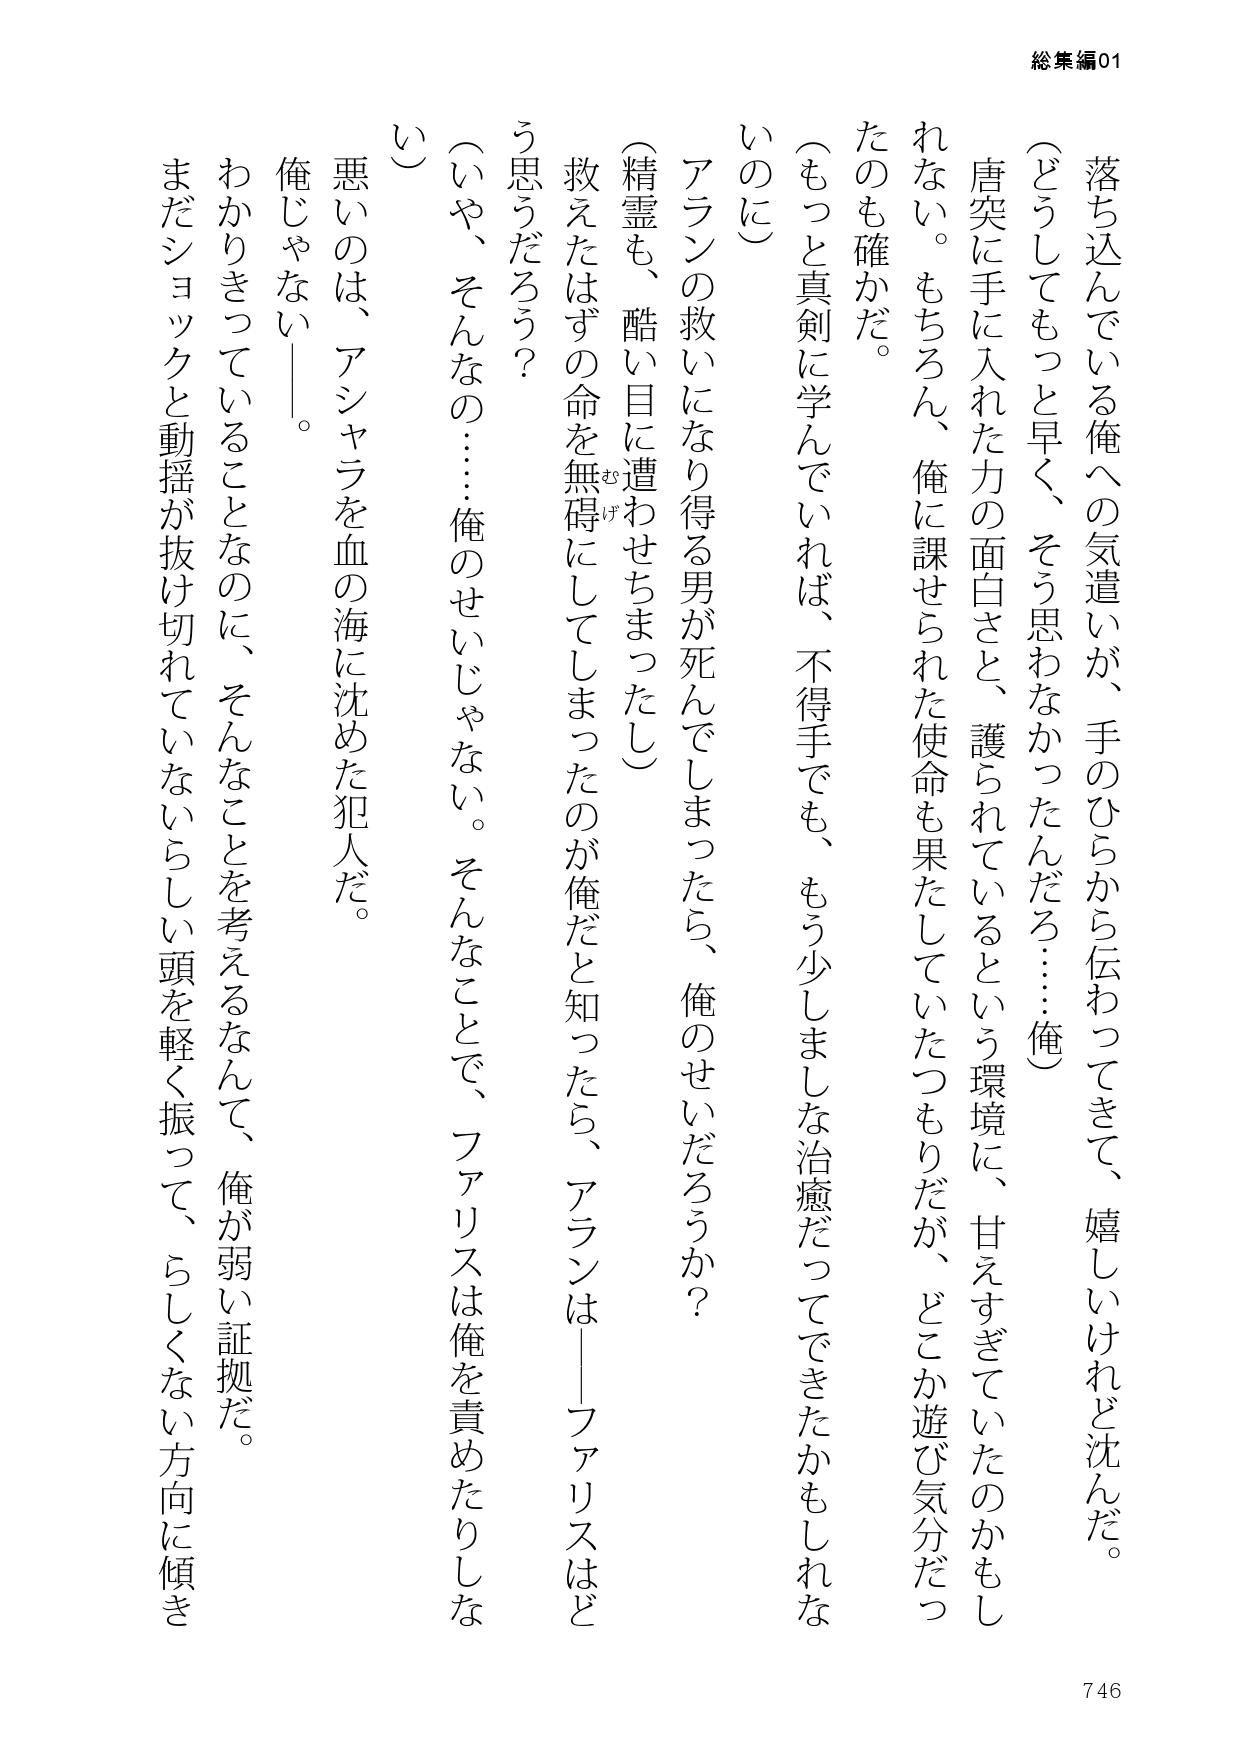 総集編01
　落ち込んでいる俺への気遣いが、手のひらから伝わってきて、嬉しいけれど沈んだ。
（どうしてもっと早く、そう思わなかったんだろ……俺）
　唐突に手に入れた力の面白さと、護られているという環境に、甘えすぎていたのかもし
れない。もちろん、俺に課せられた使命も果たしていたつもりだが、どこか遊び気分だっ
たのも確かだ。
（もっと真剣に学んでいれば、不得手でも、もう少しましな治癒だってできたかもしれな
いのに）
　アランの救いになり得る男が死んでしまったら、俺のせいだろうか？
（精霊も、酷い目に遭わせちまったし）
　救えたはずの命を無碍にしてしまったのが俺だと知ったら、アランは――ファリスはど
むげ
う思うだろう？
（いや、そんなの……俺のせいじゃない。そんなことで、ファリスは俺を責めたりしな
い）
　悪いのは、アシャラを血の海に沈めた犯人だ。
　俺じゃない――。
　わかりきっていることなのに、そんなことを考えるなんて、俺が弱い証拠だ。
　まだショックと動揺が抜け切れていないらしい頭を軽く振って、らしくない方向に傾き
746